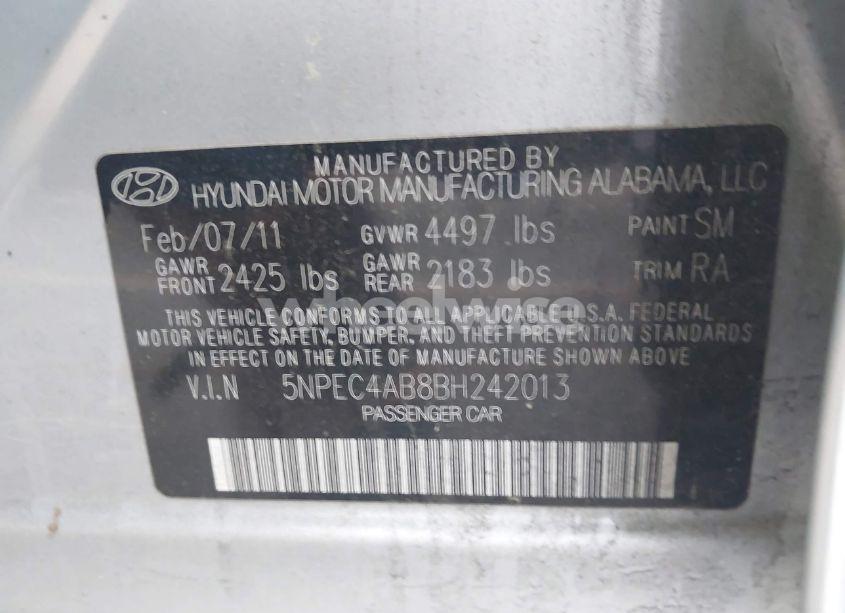 MANUFACTURED BY
HYUNDAI MOTOR MANUFACTURING ALABAMA, LLC
Feb/07/11 GVWR 4497 lbs PAINT SM
GAWR FRONT 2425 lbs GAWR REAR 2183 lbs TRIM RA
wheelwise
THIS VEHICLE CONFORMS TO ALL APPLICABLE U.S.A. FEDERAL
MOTOR VEHICLE SAFETY, BUMPER, AND THEFT PREVENTION STANDARDS
IN EFFECT ON THE DATE OF MANUFACTURE SHOWN ABOVE.
V.I.N 5NPEC4AB8BH242013
PASSENGER CAR